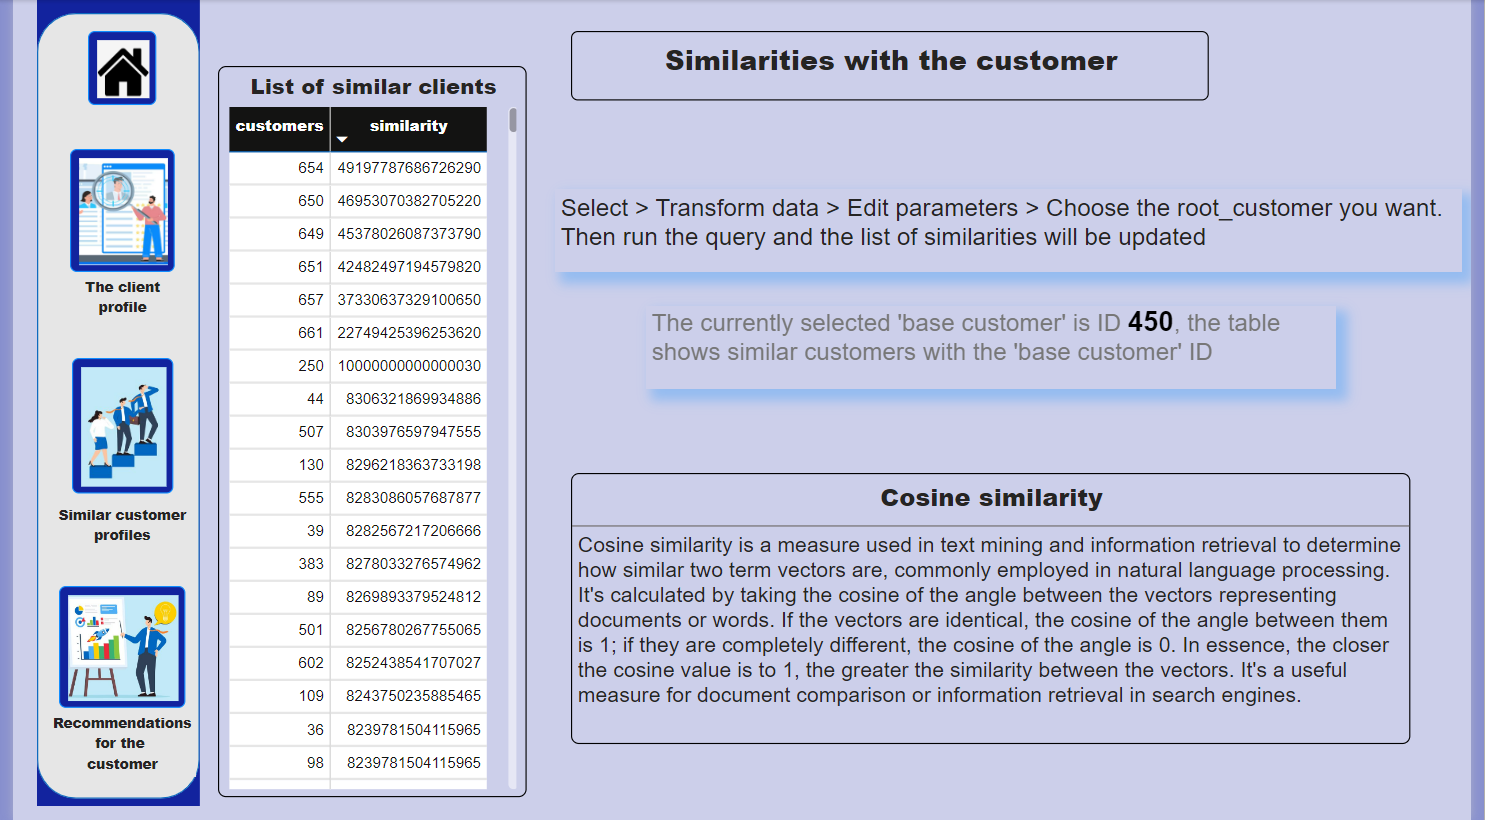 The client
profile
Similar customer
profiles
Recommendations
for the
customer
List of similar clients
customers similarity
654 49197787686726290
650 46953070382705220
649 45378026087373790
651 42482497194579820
657 37330637329100650
661 22749425396253620
250 10000000000000030
44 8306321869934886
507 8303976597947555
130 8296218363733198
555 8283086057687877
39 8282567217206666
383 8278033276574962
89 8269893379524812
501 8256780267755065
602 8252438541707027
109 8243750235885465
36 8239781504115965
98 8239781504115965
Similarities with the customer
Select > Transform data > Edit parameters > Choose the root_customer you want.
Then run the query and the list of similarities will be updated
The currently selected 'base customer' is ID 450, the table
shows similar customers with the 'base customer' ID
Cosine similarity
Cosine similarity is a measure used in text mining and information retrieval to determine
how similar two term vectors are, commonly employed in natural language processing.
It's calculated by taking the cosine of the angle between the vectors representing
documents or words. If the vectors are identical, the cosine of the angle between them
is 1; if they are completely different, the cosine of the angle is 0. In essence, the closer
the cosine value is to 1, the greater the similarity between the vectors. It's a useful
measure for document comparison or information retrieval in search engines.